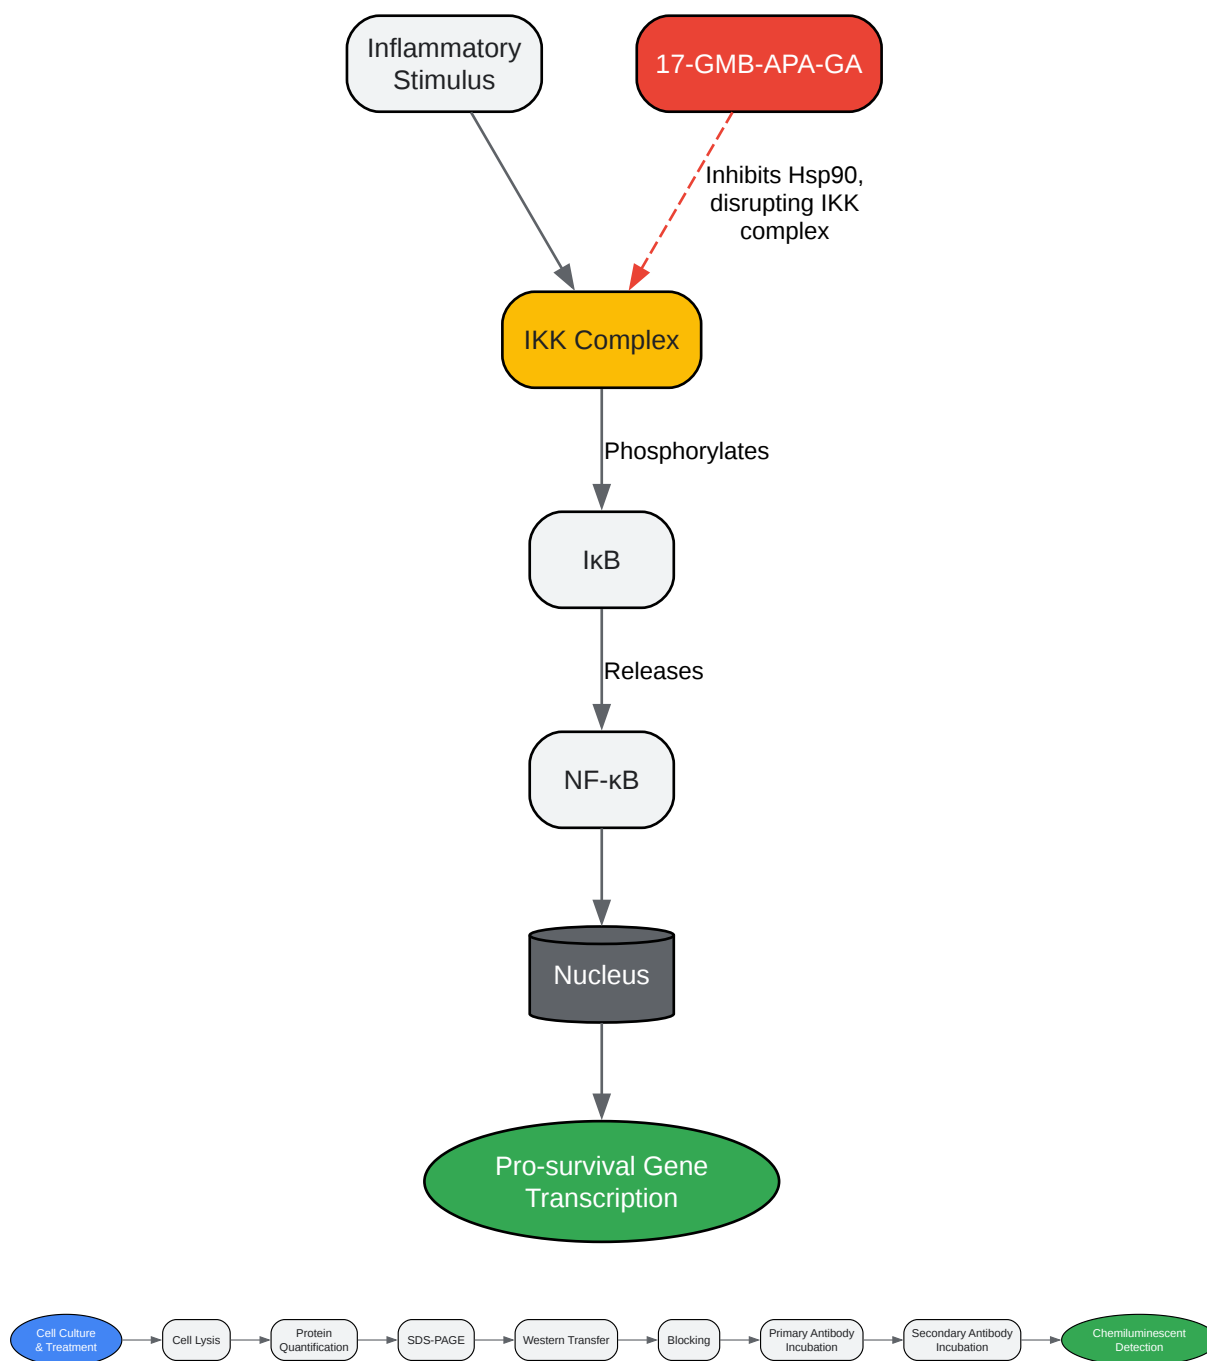 Inflammatory
Stimulus
17-GMB-APA-GA
Inhibits Hsp90,
disrupting IKK
complex
IKK Complex
Phosphorylates
IκB
Releases
NF-κB
Nucleus
Pro-survival Gene
Transcription
Cell Culture
& Treatment
Cell Lysis
Protein
Quantification
SDS-PAGE
Western Transfer
Blocking
Primary Antibody
Incubation
Secondary Antibody
Incubation
Chemiluminescent
Detection